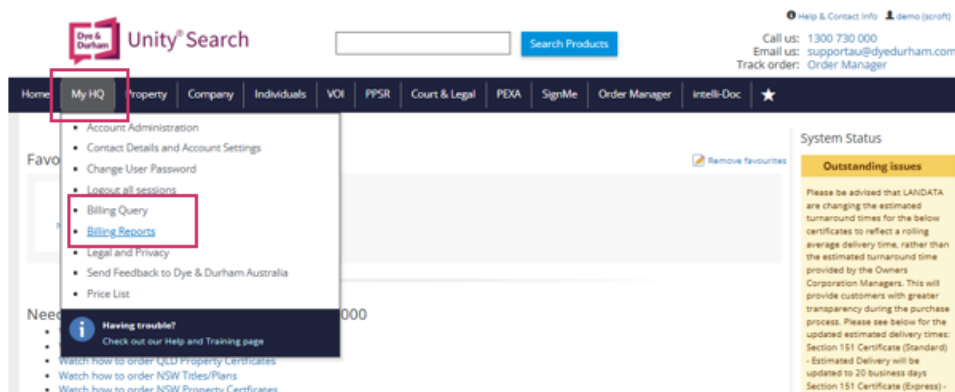 Help & Contact Info demo (scroft)
Dye &
Durham
Unity® Search
Search Products
Call us: 1300 730 000
Email us: supportau@dyedurham.com
Track order: Order Manager
Home My HQ Property Company Individuals VOI PPSR Court & Legal PEXA SignMe Order Manager intelli-Doc
Account Administration
Contact Details and Account Settings
Change User Password
Logout all sessions
Billing Query
Billing Reports
Legal and Privacy
Send Feedback to Dye & Durham Australia
Price List
Having trouble?
Check out our Help and Training page
Favo
Remove favourites
Need
000
Watch how to order QLD Property Certficates
Watch how to order NSW Titles/Plans
Watch how to order NSW Property Certficates
System Status
Outstanding issues
Please be advised that LANDATA
are changing the estimated
turnaround times for the below
certificates to reflect a rolling
average delivery time, rather than
the estimated turnaround time
provided by the Owners
Corporation Managers. This will
provide customers with greater
transparency during the purchase
process. Please see below for the
updated estimated delivery times:
Section 151 Certificate (Standard)
- Estimated Delivery will be
updated to 20 business days
Section 151 Certificate (Express) -